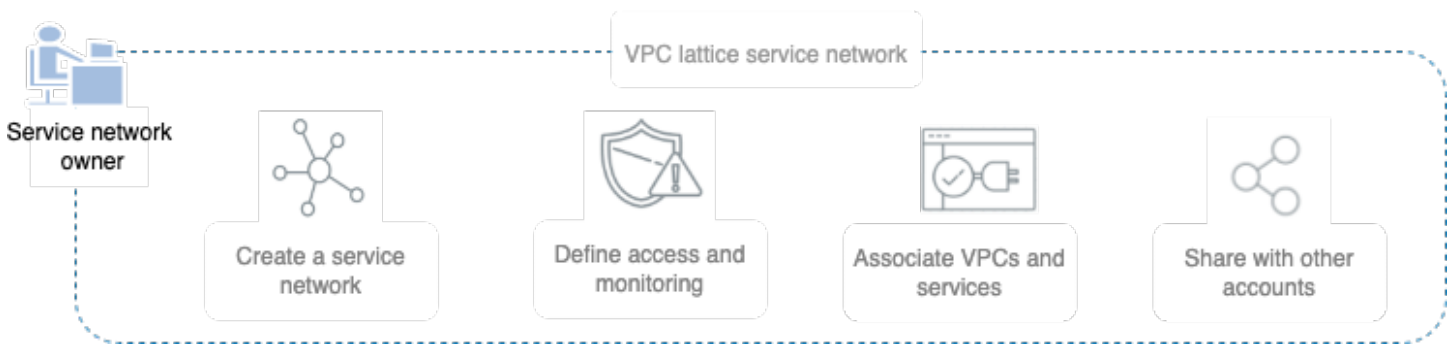 VPC lattice service network
Service network
owner
Create a service
network
Define access and
monitoring
Associate VPCs and
services
Share with other
accounts